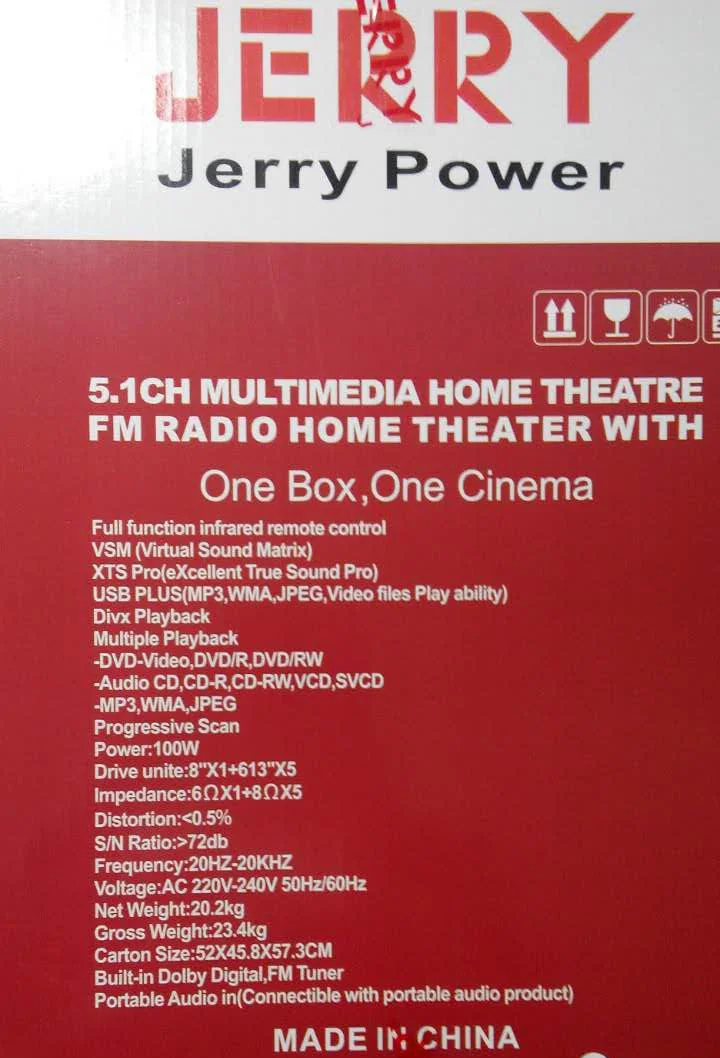 JERRY
Jerry Power
5.1CH MULTIMEDIA HOME THEATRE
FM RADIO HOME THEATER WITH
One Box,One Cinema
Full function infrared remote control
VSM (Virtual Sound Matrix)
XTS Pro(eXcellent True Sound Pro)
USB PLUS(MP3,WMA,JPEG,Video files Play ability)
Divx Playback
Multiple Playback
-DVD-Video,DVD/R,DVD/RW
-Audio CD,CD-R,CD-RW,VCD,SVCD
-MP3,WMA,JPEG
Progressive Scan
Power:100W
Drive unite:8"X1+613"X5
Impedance:6ΩX1+8ΩX5
Distortion:<0.5%
S/N Ratio:>72db
Frequency:20HZ-20KHZ
Voltage:AC 220V-240V 50Hz/60Hz
Net Weight:20.2kg
Gross Weight:23.4kg
Carton Size:52X45.8X57.3CM
Built-in Dolby Digital,FM Tuner
Portable Audio in(Connectible with portable audio product)
MADE IN CHINA